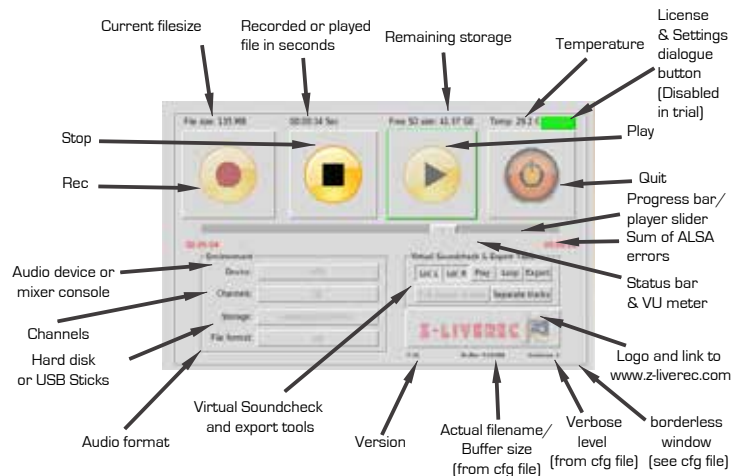 Current filesize
Recorded or played
file in seconds
Remaining storage
Temperature
License
& Settings
dialogue
button
(Disabled
in trial)
File size: 135 MB
Free SD size:
Temp:
Stop
Play
Rec
Quit
Progress bar/
player slider
Sum of ALSA
errors
Status bar
& VU meter
Environment
Virtual Soundcheck & Export Tools
Audio device or
mixer console
Device:
Loc L
Loc R
Play
Loop
Export
Channels:
Separate tracks
Channels
Storage:
Z-LIVEREC
File format:
Hard disk
or USB Sticks
Logo and link to
www.z-liverec.com
Audio format
Virtual Soundcheck
and export tools
Version
Actual filename/
Buffer size
(from cfg file)
Verbose
level
(from cfg file)
borderless
window
(see cfg file)